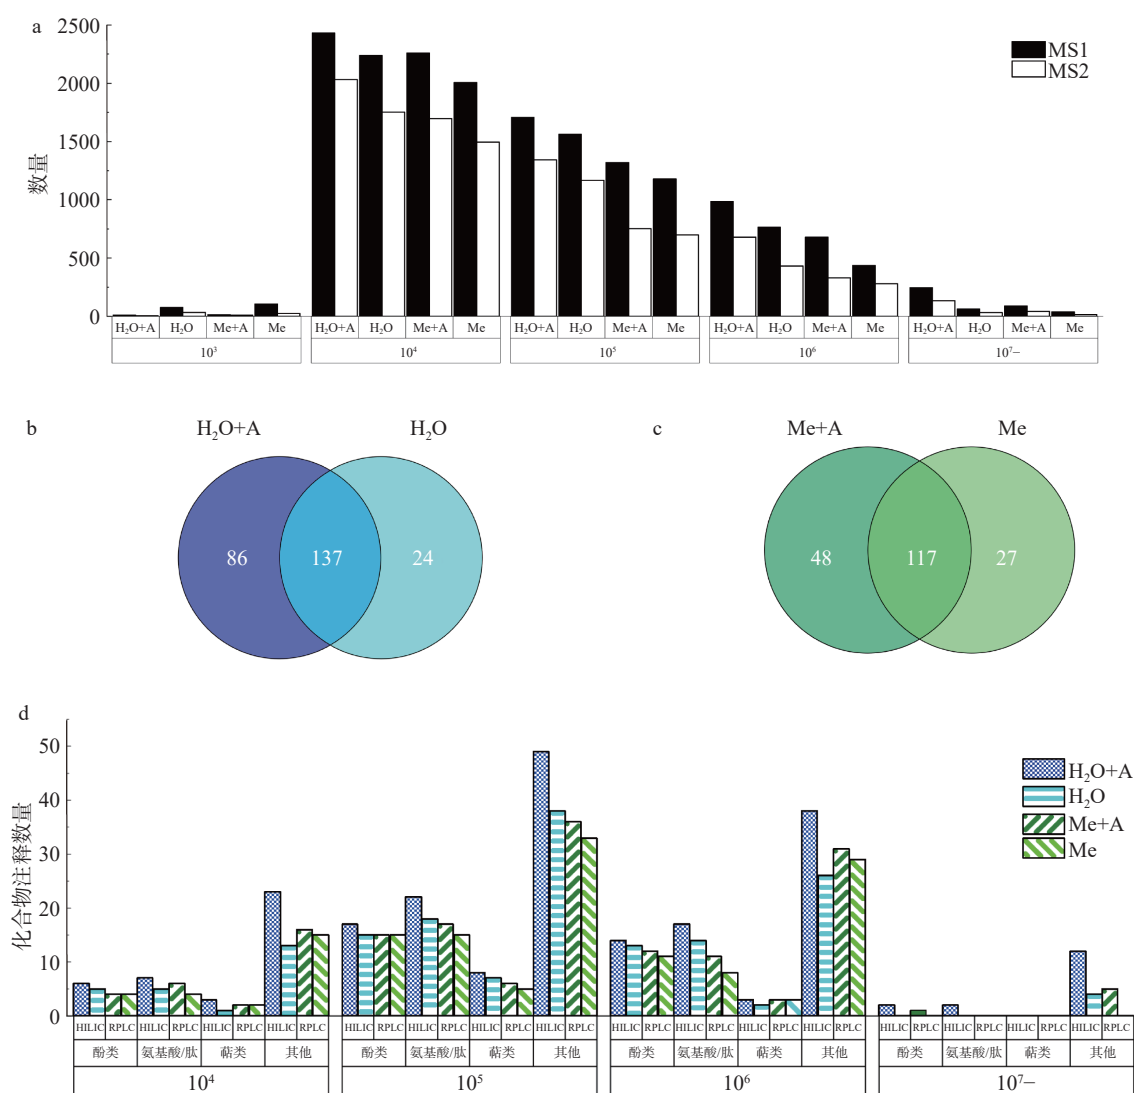 a
2500
2000
1500
1000
500
0
数量
MS1
MS2
H₂O+A H₂O Me+A Me H₂O+A H₂O Me+A Me H₂O+A H₂O Me+A Me H₂O+A H₂O Me+A Me H₂O+A H₂O Me+A Me
10³ 10⁴ 10⁵ 10⁶ 10⁷–
b
H₂O+A H₂O
86 137 24
c
Me+A Me
48 117 27
d
50
40
30
20
10
0
化合物注释数量
H₂O+A
H₂O
Me+A
Me
HILIC RPLC HILIC RPLC HILIC RPLC HILIC RPLC HILIC RPLC HILIC RPLC HILIC RPLC HILIC RPLC HILIC RPLC HILIC RPLC HILIC RPLC HILIC RPLC HILIC RPLC HILIC RPLC HILIC RPLC HILIC RPLC
酚类 氨基酸/肽 萜类 其他 酚类 氨基酸/肽 萜类 其他 酚类 氨基酸/肽 萜类 其他 酚类 氨基酸/肽 萜类 其他
10⁴ 10⁵ 10⁶ 10⁷–